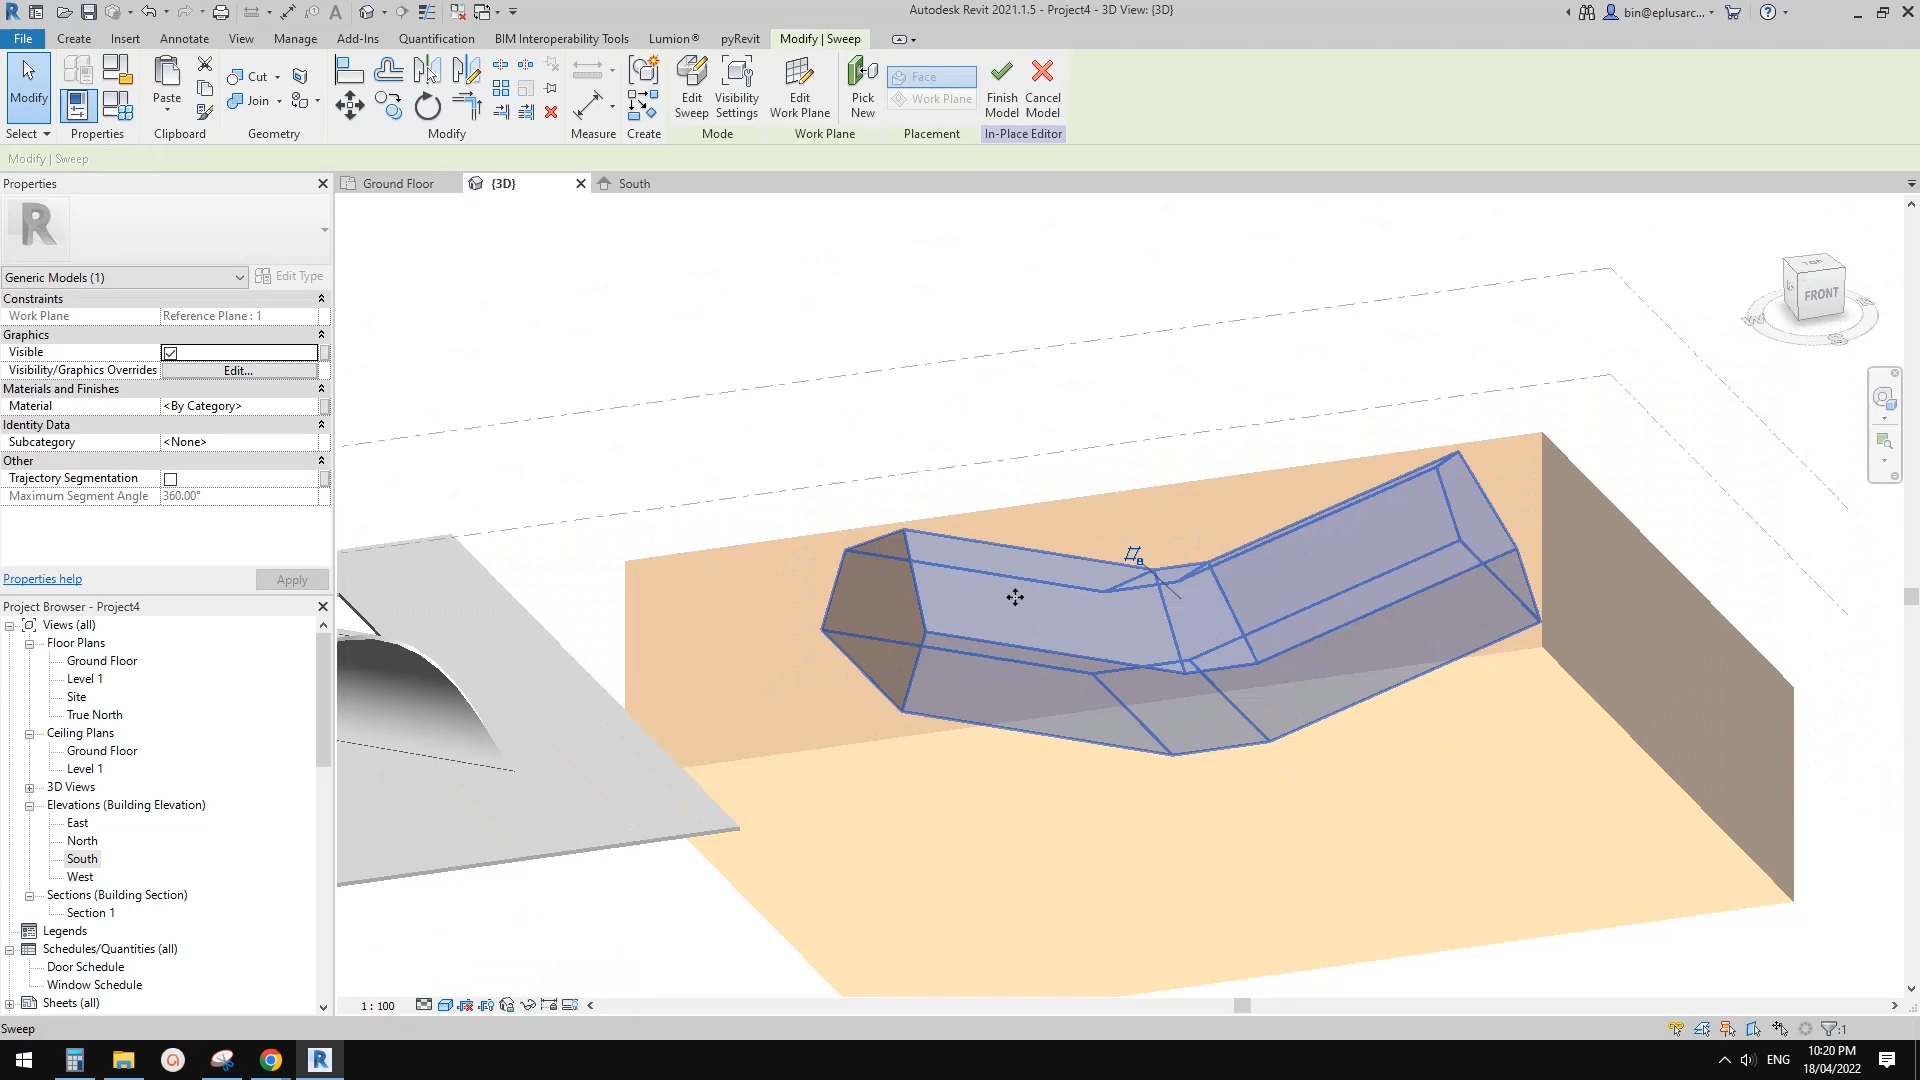 Autodesk Revit 2021.1.5 - Project4 - 3D View: {3D}
bin@eplusarc...
File
Create
Insert
Annotate
View
Manage
Add-Ins
Quantification
BIM Interoperability Tools
Lumion®
pyRevit
Modify | Sweep
Modify
Paste
Cut
Join
Edit
Sweep
Visibility
Settings
Edit
Work Plane
Pick
New
Face
Work Plane
Finish
Model
Cancel
Model
Select
Properties
Clipboard
Geometry
Modify
Measure
Create
Mode
Work Plane
Placement
In-Place Editor
Modify | Sweep
Properties
Ground Floor
{3D}
South
R
Generic Models (1)
Edit Type
Constraints
Work Plane
Reference Plane : 1
Graphics
Visible
Visibility/Graphics Overrides
Edit...
Materials and Finishes
Material
<By Category>
Identity Data
Subcategory
<None>
Other
Trajectory Segmentation
Maximum Segment Angle
360.00°
Properties help
Apply
Project Browser - Project4
Views (all)
Floor Plans
Ground Floor
Level 1
Site
True North
Ceiling Plans
Ground Floor
Level 1
3D Views
Elevations (Building Elevation)
East
North
South
West
Sections (Building Section)
Section 1
Legends
Schedules/Quantities (all)
Door Schedule
Window Schedule
Sheets (all)
TOP
FRONT
1 : 100
Sweep
:1
ENG
10:20 PM
18/04/2022